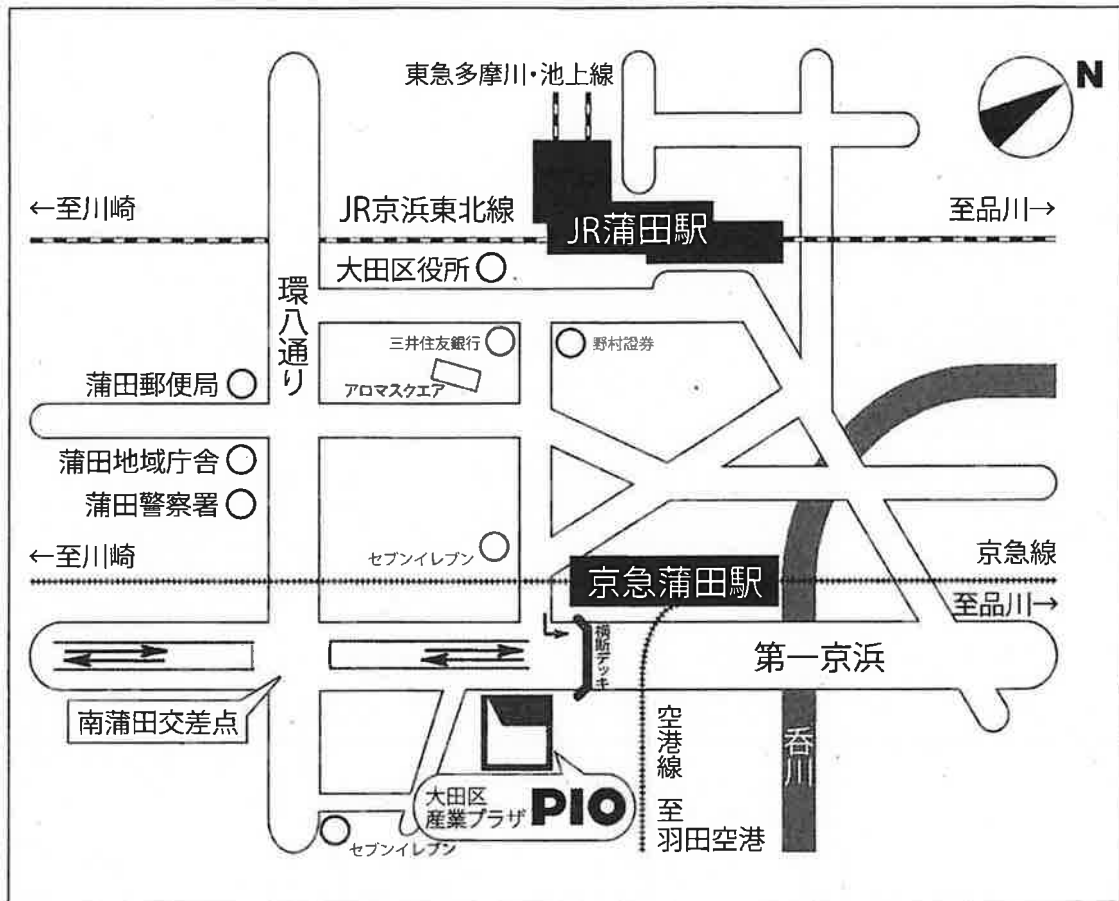 東急多摩川・池上線
N
←至川崎
JR京浜東北線
JR蒲田駅
至品川→
大田区役所
環八通り
三井住友銀行
野村證券
アロマスクエア
蒲田郵便局
蒲田地域庁舎
蒲田警察署
セブンイレブン
←至川崎
京急蒲田駅
京急線
至品川→
横断デッキ
第一京浜
南蒲田交差点
空港線 至
羽田空港
呑川
大田区
産業プラザ PIO
セブンイレブン